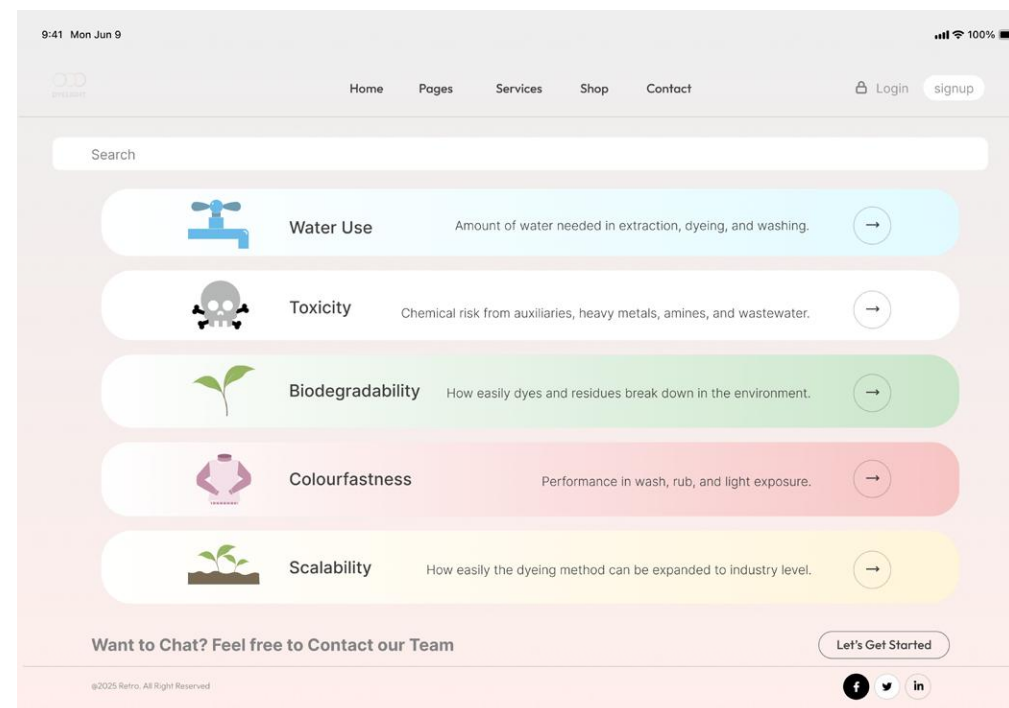 9:41 Mon Jun 9
100%
Home Pages Services Shop Contact
Login signup
Search
Water Use Amount of water needed in extraction, dyeing, and washing.
Toxicity Chemical risk from auxiliaries, heavy metals, amines, and wastewater.
Biodegradability How easily dyes and residues break down in the environment.
Colourfastness Performance in wash, rub, and light exposure.
Scalability How easily the dyeing method can be expanded to industry level.
Want to Chat? Feel free to Contact our Team
Let's Get Started
@2025 Retro. All Right Reserved